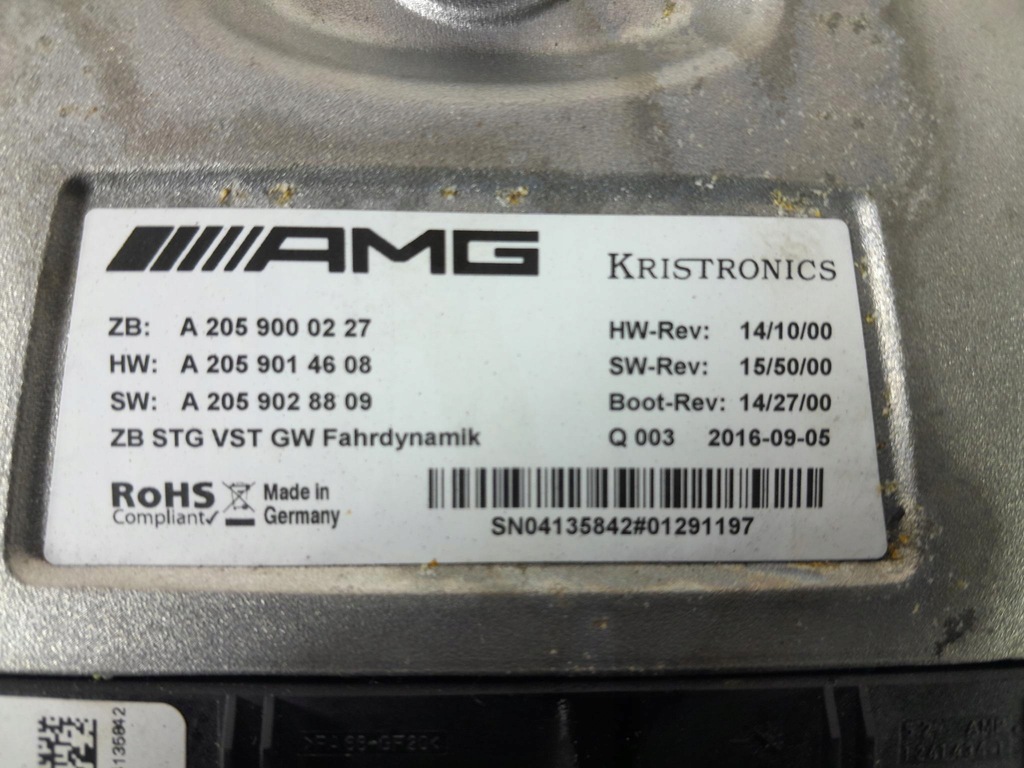 AMG
KRISTRONICS
ZB: A 205 900 02 27
HW: A 205 901 46 08
SW: A 205 902 88 09
ZB STG VST GW Fahrdynamik
HW-Rev: 14/10/00
SW-Rev: 15/50/00
Boot-Rev: 14/27/00
Q 003 2016-09-05
RoHS
Compliant✓
Made in
Germany
SN04135842#01291197
135842